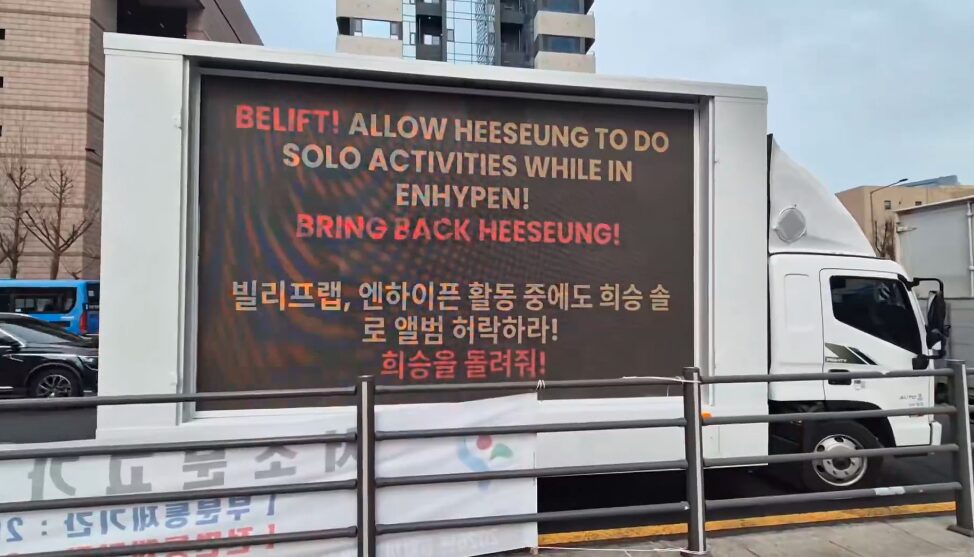 BELIFT! ALLOW HEESEUNG TO DO
SOLO ACTIVITIES WHILE IN
ENHYPEN!
BRING BACK HEESEUNG!
빌리프랩, 엔하이픈 활동 중에도 희승 솔
로 앨범 허락하라!
희승을 돌려줘!
MIGHTY